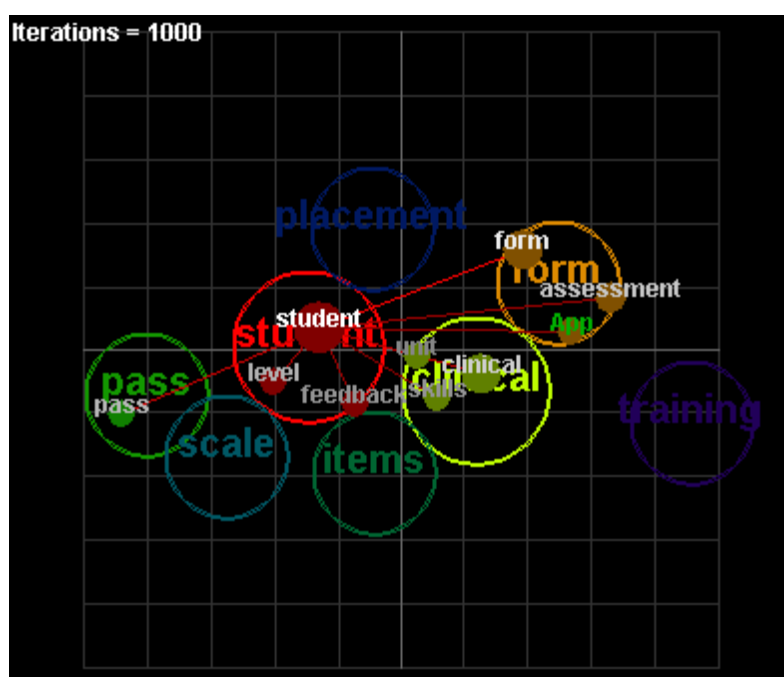 Iterations = 1000
placement
form
form
assessment
student
student
App
unit
clinical
clinical
level
feedback
skills
pass
pass
training
scale
items